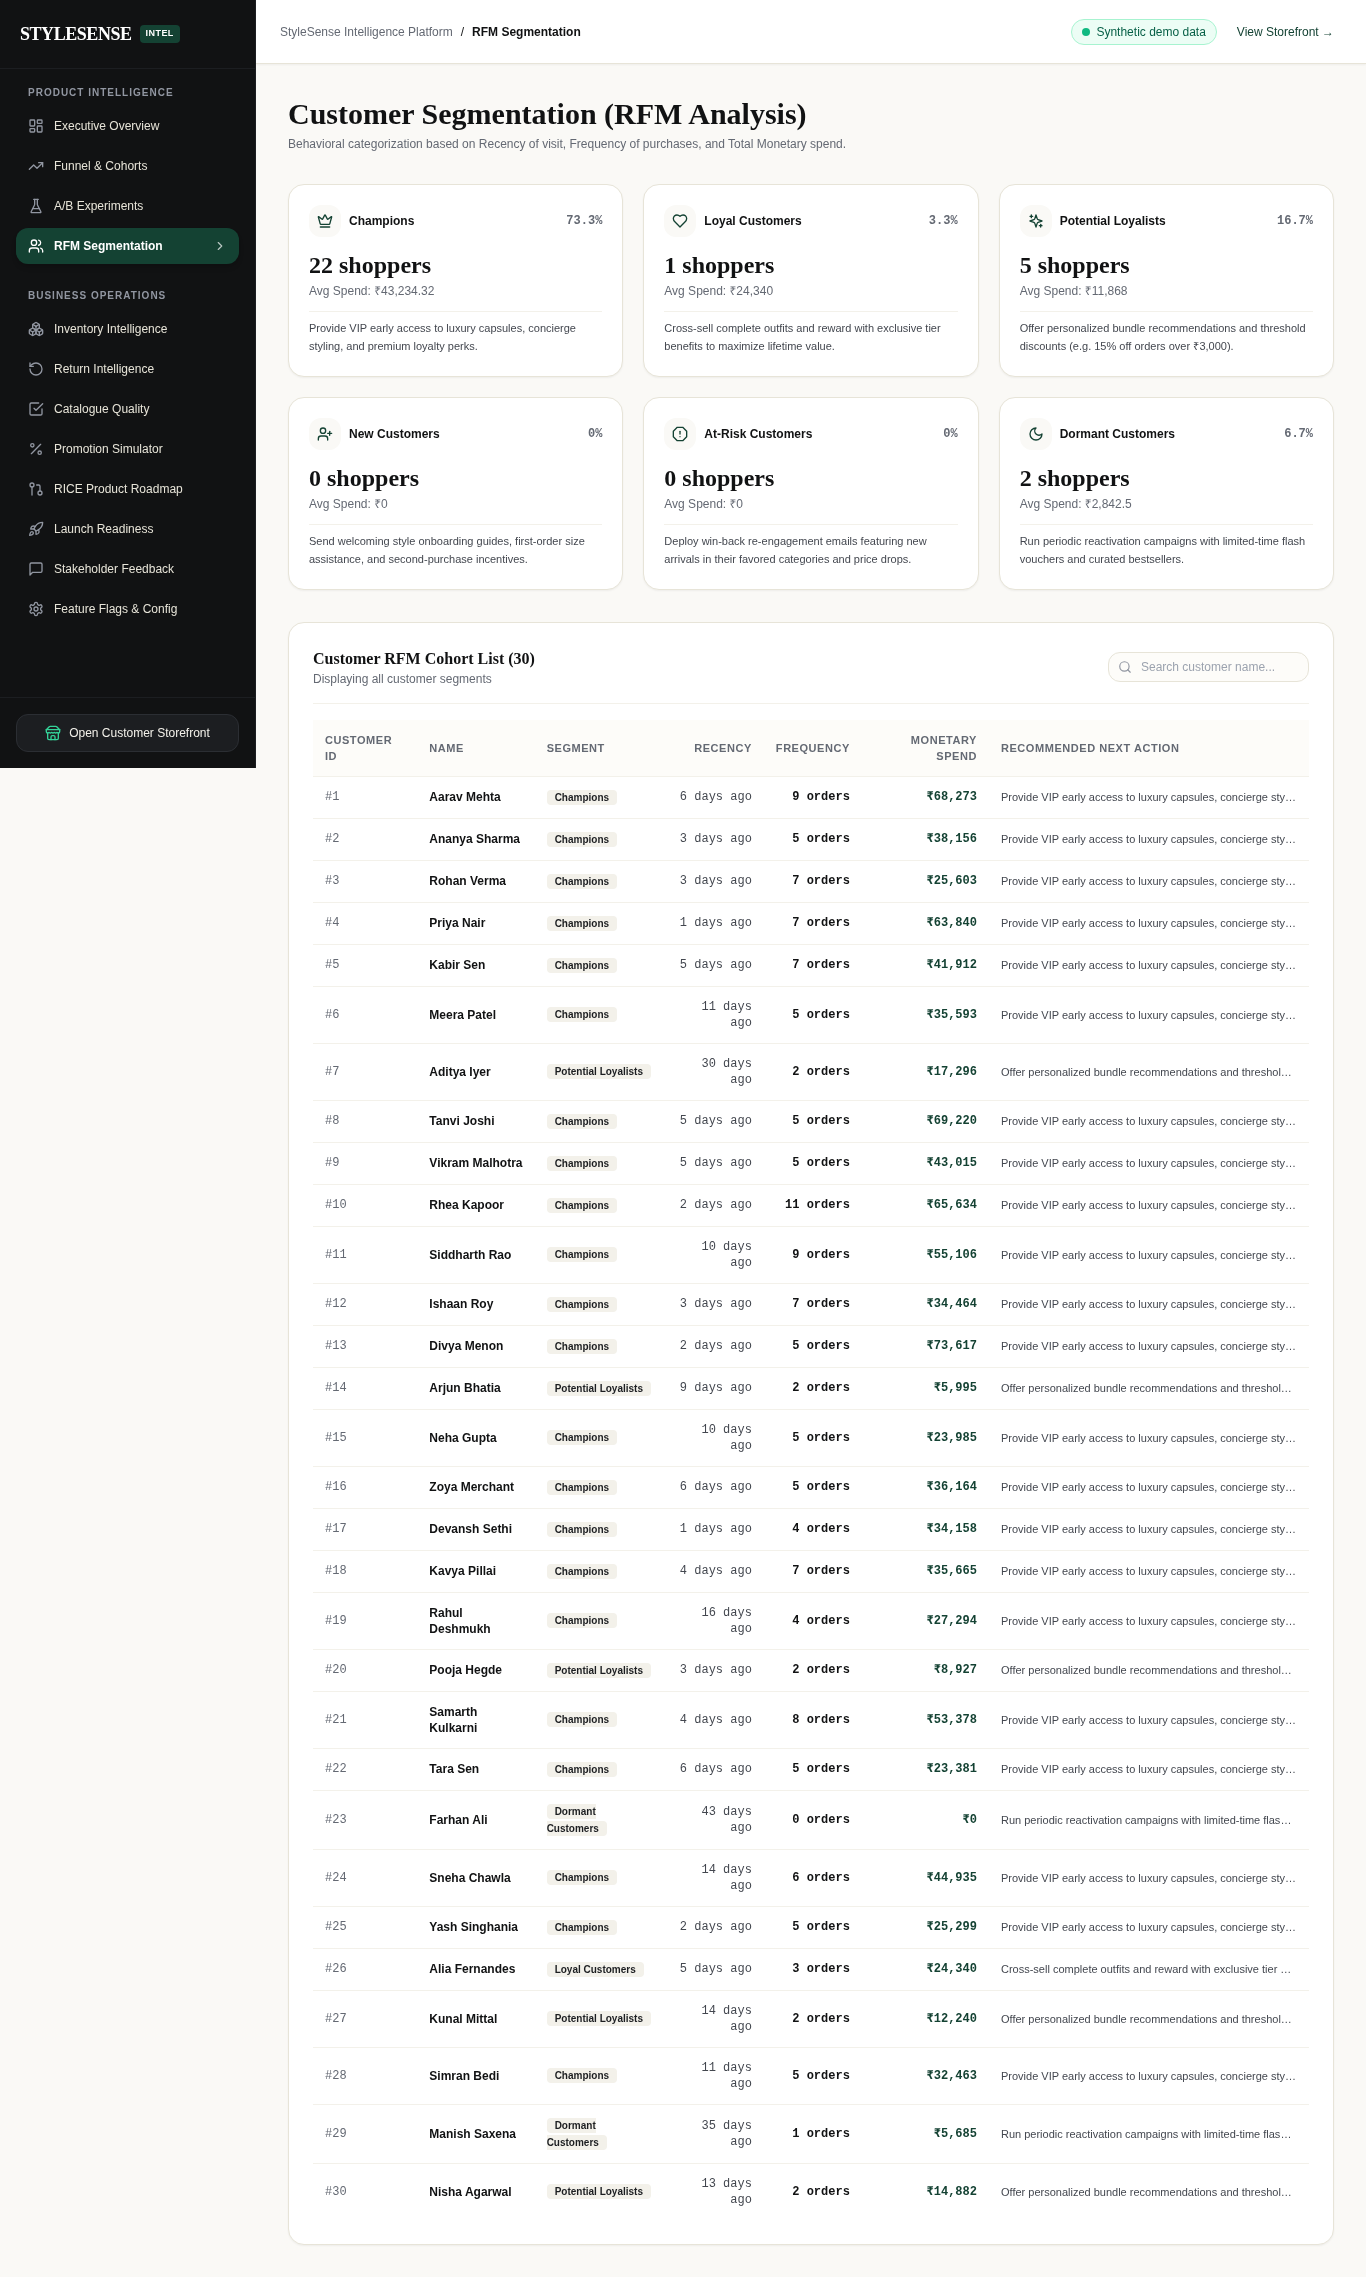 STYLESENSE INTEL
PRODUCT INTELLIGENCE
Executive Overview
Funnel & Cohorts
A/B Experiments
RFM Segmentation
BUSINESS OPERATIONS
Inventory Intelligence
Return Intelligence
Catalogue Quality
Promotion Simulator
RICE Product Roadmap
Launch Readiness
Stakeholder Feedback
Feature Flags & Config
Open Customer Storefront
StyleSense Intelligence Platform / RFM Segmentation
Synthetic demo data
View Storefront →
Customer Segmentation (RFM Analysis)
Behavioral categorization based on Recency of visit, Frequency of purchases, and Total Monetary spend.
Champions 73.3%
22 shoppers
Avg Spend: ₹43,234.32
Provide VIP early access to luxury capsules, concierge
styling, and premium loyalty perks.
Loyal Customers 3.3%
1 shoppers
Avg Spend: ₹24,340
Cross-sell complete outfits and reward with exclusive tier
benefits to maximize lifetime value.
Potential Loyalists 16.7%
5 shoppers
Avg Spend: ₹11,868
Offer personalized bundle recommendations and threshold
discounts (e.g. 15% off orders over ₹3,000).
New Customers 0%
0 shoppers
Avg Spend: ₹0
Send welcoming style onboarding guides, first-order size
assistance, and second-purchase incentives.
At-Risk Customers 0%
0 shoppers
Avg Spend: ₹0
Deploy win-back re-engagement emails featuring new
arrivals in their favored categories and price drops.
Dormant Customers 6.7%
2 shoppers
Avg Spend: ₹2,842.5
Run periodic reactivation campaigns with limited-time flash
vouchers and curated bestsellers.
Customer RFM Cohort List (30)
Displaying all customer segments
Search customer name...
CUSTOMER ID NAME SEGMENT RECENCY FREQUENCY MONETARY SPEND RECOMMENDED NEXT ACTION
#1 Aarav Mehta Champions 6 days ago 9 orders ₹68,273 Provide VIP early access to luxury capsules, concierge sty…
#2 Ananya Sharma Champions 3 days ago 5 orders ₹38,156 Provide VIP early access to luxury capsules, concierge sty…
#3 Rohan Verma Champions 3 days ago 7 orders ₹25,603 Provide VIP early access to luxury capsules, concierge sty…
#4 Priya Nair Champions 1 days ago 7 orders ₹63,840 Provide VIP early access to luxury capsules, concierge sty…
#5 Kabir Sen Champions 5 days ago 7 orders ₹41,912 Provide VIP early access to luxury capsules, concierge sty…
#6 Meera Patel Champions 11 days ago 5 orders ₹35,593 Provide VIP early access to luxury capsules, concierge sty…
#7 Aditya Iyer Potential Loyalists 30 days ago 2 orders ₹17,296 Offer personalized bundle recommendations and threshol…
#8 Tanvi Joshi Champions 5 days ago 5 orders ₹69,220 Provide VIP early access to luxury capsules, concierge sty…
#9 Vikram Malhotra Champions 5 days ago 5 orders ₹43,015 Provide VIP early access to luxury capsules, concierge sty…
#10 Rhea Kapoor Champions 2 days ago 11 orders ₹65,634 Provide VIP early access to luxury capsules, concierge sty…
#11 Siddharth Rao Champions 10 days ago 9 orders ₹55,106 Provide VIP early access to luxury capsules, concierge sty…
#12 Ishaan Roy Champions 3 days ago 7 orders ₹34,464 Provide VIP early access to luxury capsules, concierge sty…
#13 Divya Menon Champions 2 days ago 5 orders ₹73,617 Provide VIP early access to luxury capsules, concierge sty…
#14 Arjun Bhatia Potential Loyalists 9 days ago 2 orders ₹5,995 Offer personalized bundle recommendations and threshol…
#15 Neha Gupta Champions 10 days ago 5 orders ₹23,985 Provide VIP early access to luxury capsules, concierge sty…
#16 Zoya Merchant Champions 6 days ago 5 orders ₹36,164 Provide VIP early access to luxury capsules, concierge sty…
#17 Devansh Sethi Champions 1 days ago 4 orders ₹34,158 Provide VIP early access to luxury capsules, concierge sty…
#18 Kavya Pillai Champions 4 days ago 7 orders ₹35,665 Provide VIP early access to luxury capsules, concierge sty…
#19 Rahul Deshmukh Champions 16 days ago 4 orders ₹27,294 Provide VIP early access to luxury capsules, concierge sty…
#20 Pooja Hegde Potential Loyalists 3 days ago 2 orders ₹8,927 Offer personalized bundle recommendations and threshol…
#21 Samarth Kulkarni Champions 4 days ago 8 orders ₹53,378 Provide VIP early access to luxury capsules, concierge sty…
#22 Tara Sen Champions 6 days ago 5 orders ₹23,381 Provide VIP early access to luxury capsules, concierge sty…
#23 Farhan Ali Dormant Customers 43 days ago 0 orders ₹0 Run periodic reactivation campaigns with limited-time flas…
#24 Sneha Chawla Champions 14 days ago 6 orders ₹44,935 Provide VIP early access to luxury capsules, concierge sty…
#25 Yash Singhania Champions 2 days ago 5 orders ₹25,299 Provide VIP early access to luxury capsules, concierge sty…
#26 Alia Fernandes Loyal Customers 5 days ago 3 orders ₹24,340 Cross-sell complete outfits and reward with exclusive tier …
#27 Kunal Mittal Potential Loyalists 14 days ago 2 orders ₹12,240 Offer personalized bundle recommendations and threshol…
#28 Simran Bedi Champions 11 days ago 5 orders ₹32,463 Provide VIP early access to luxury capsules, concierge sty…
#29 Manish Saxena Dormant Customers 35 days ago 1 orders ₹5,685 Run periodic reactivation campaigns with limited-time flas…
#30 Nisha Agarwal Potential Loyalists 13 days ago 2 orders ₹14,882 Offer personalized bundle recommendations and threshol…